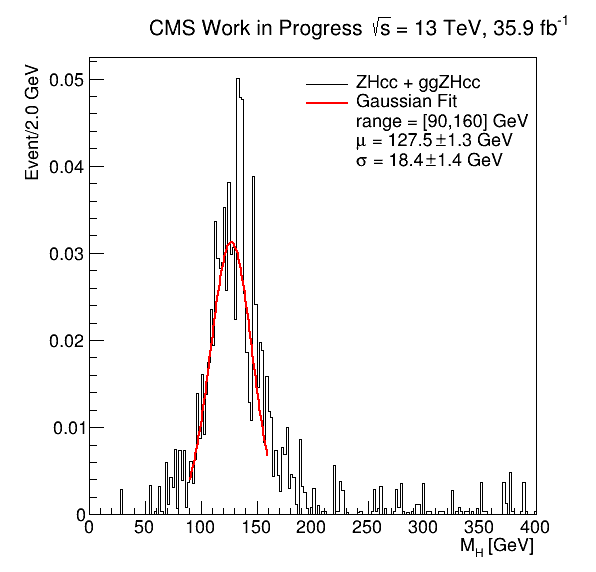 CMS Work in Progress √s = 13 TeV, 35.9 fb⁻¹
Event/2.0 GeV
0.05
0.04
0.03
0.02
0.01
0
ZHcc + ggZHcc
Gaussian Fit
range = [90,160] GeV
μ = 127.5±1.3 GeV
σ = 18.4±1.4 GeV
0 50 100 150 200 250 300 350 400
M_H [GeV]